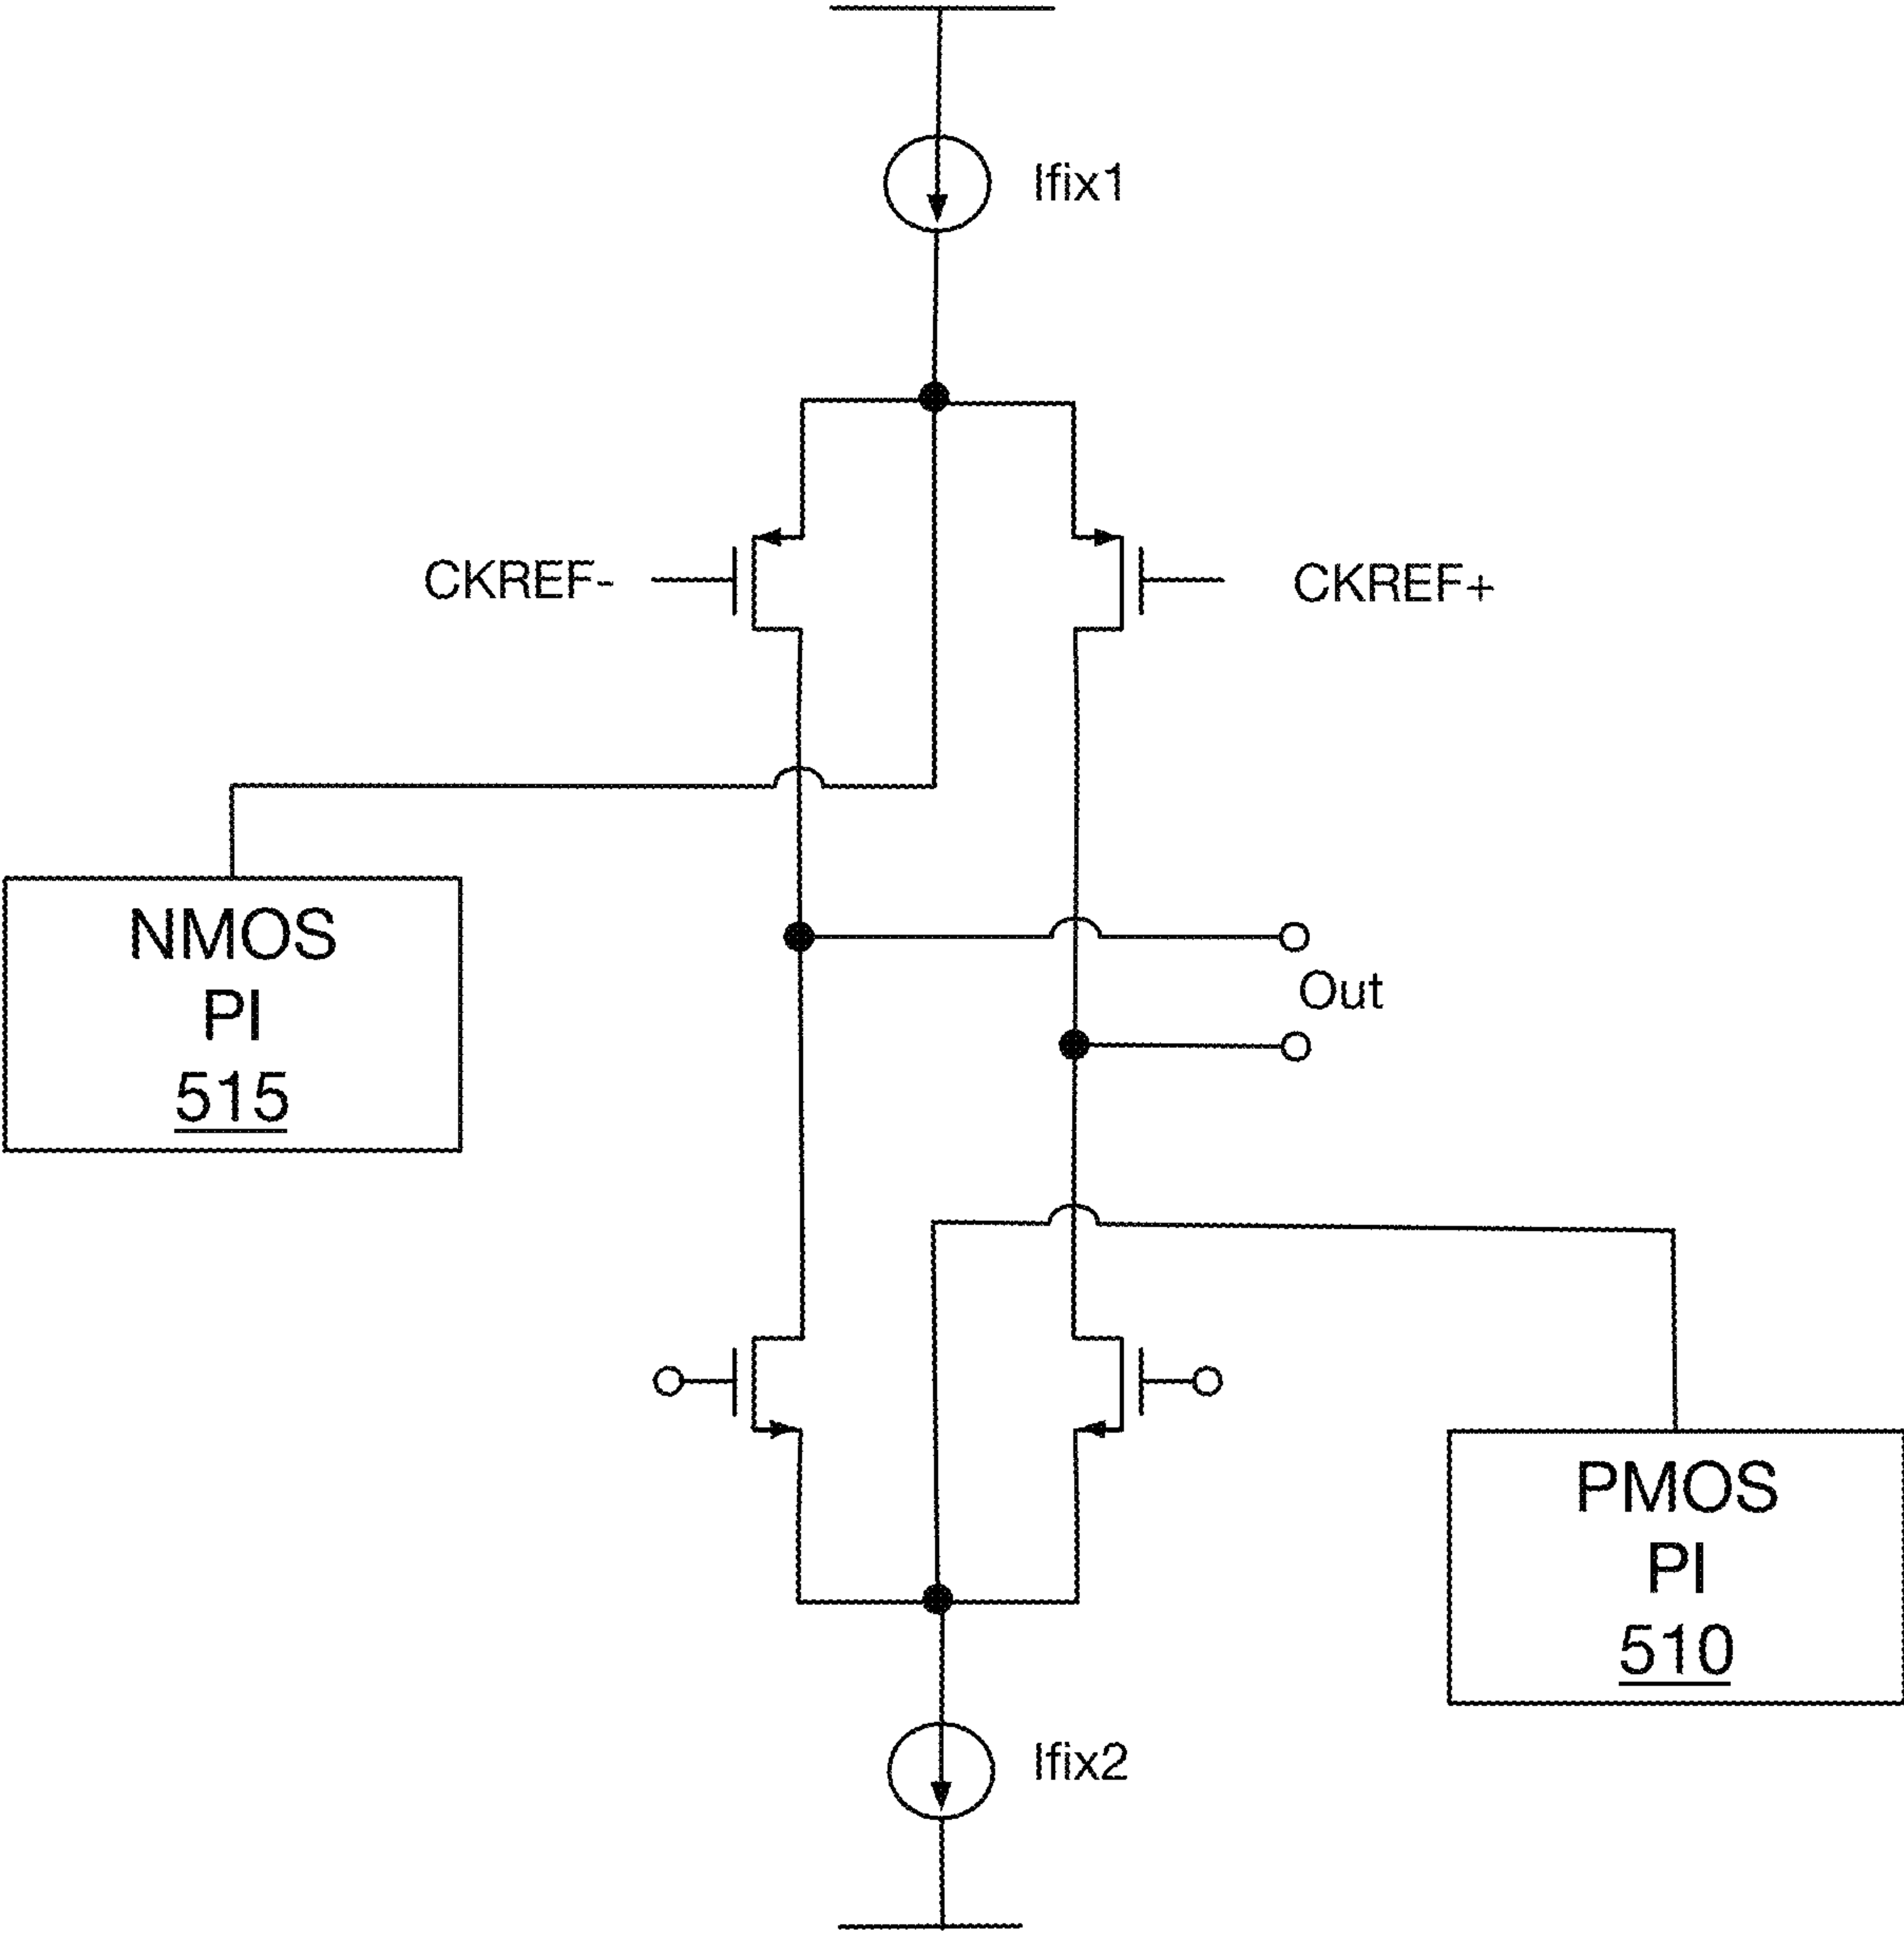 Ifix1
CKREF-
CKREF+
NMOS
PI
515
Out
PMOS
PI
510
Ifix2